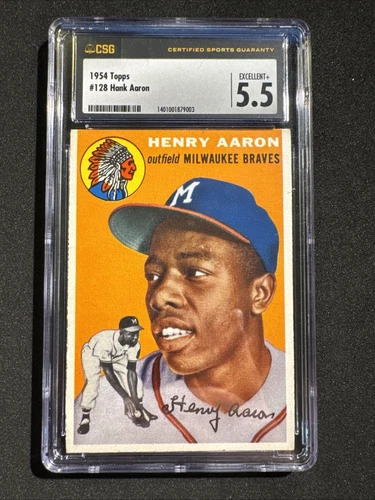 CSG
CERTIFIED SPORTS GUARANTY
1954 Topps
#128 Hank Aaron
1401001879003
EXCELLENT+
5.5
HENRY AARON
outfield MILWAUKEE BRAVES
M
Henry Aaron